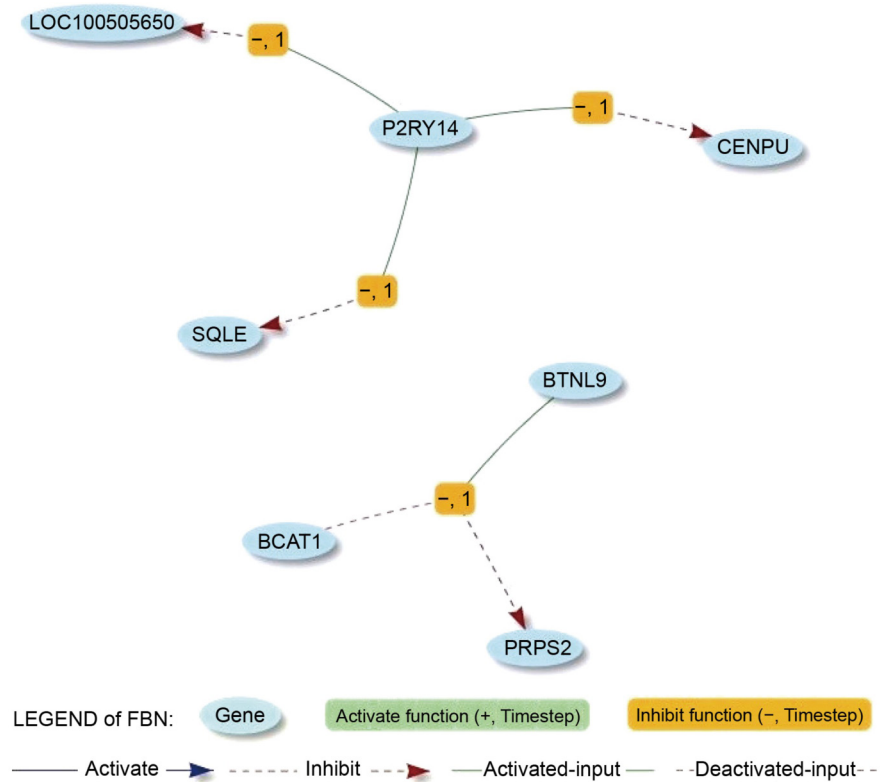 LOC100505650
−, 1
−, 1
P2RY14
CENPU
−, 1
SQLE
BTNL9
−, 1
BCAT1
PRPS2
LEGEND of FBN: Gene Activate function (+, Timestep) Inhibit function (−, Timestep)
Activate Inhibit Activated-input Deactivated-input